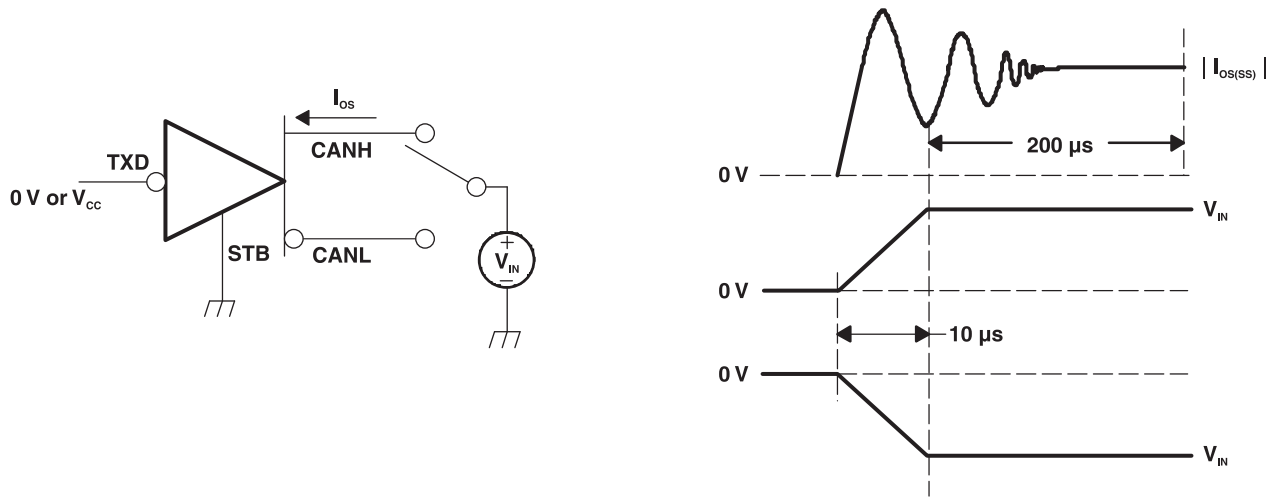 I_OS
TXD
CANH
0 V or V_CC
STB
CANL
+
V_IN
–
| I_OS(SS) |
200 µs
0 V
V_IN
0 V
10 µs
0 V
V_IN